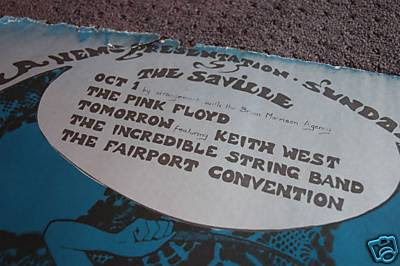 A NEMS PRESENTATION · SUNDAY
THE SAVILLE
OCT 1 by arrangement with the Brian Morrison Agency
THE PINK FLOYD
TOMORROW featuring KEITH WEST
THE INCREDIBLE STRING BAND
THE FAIRPORT CONVENTION